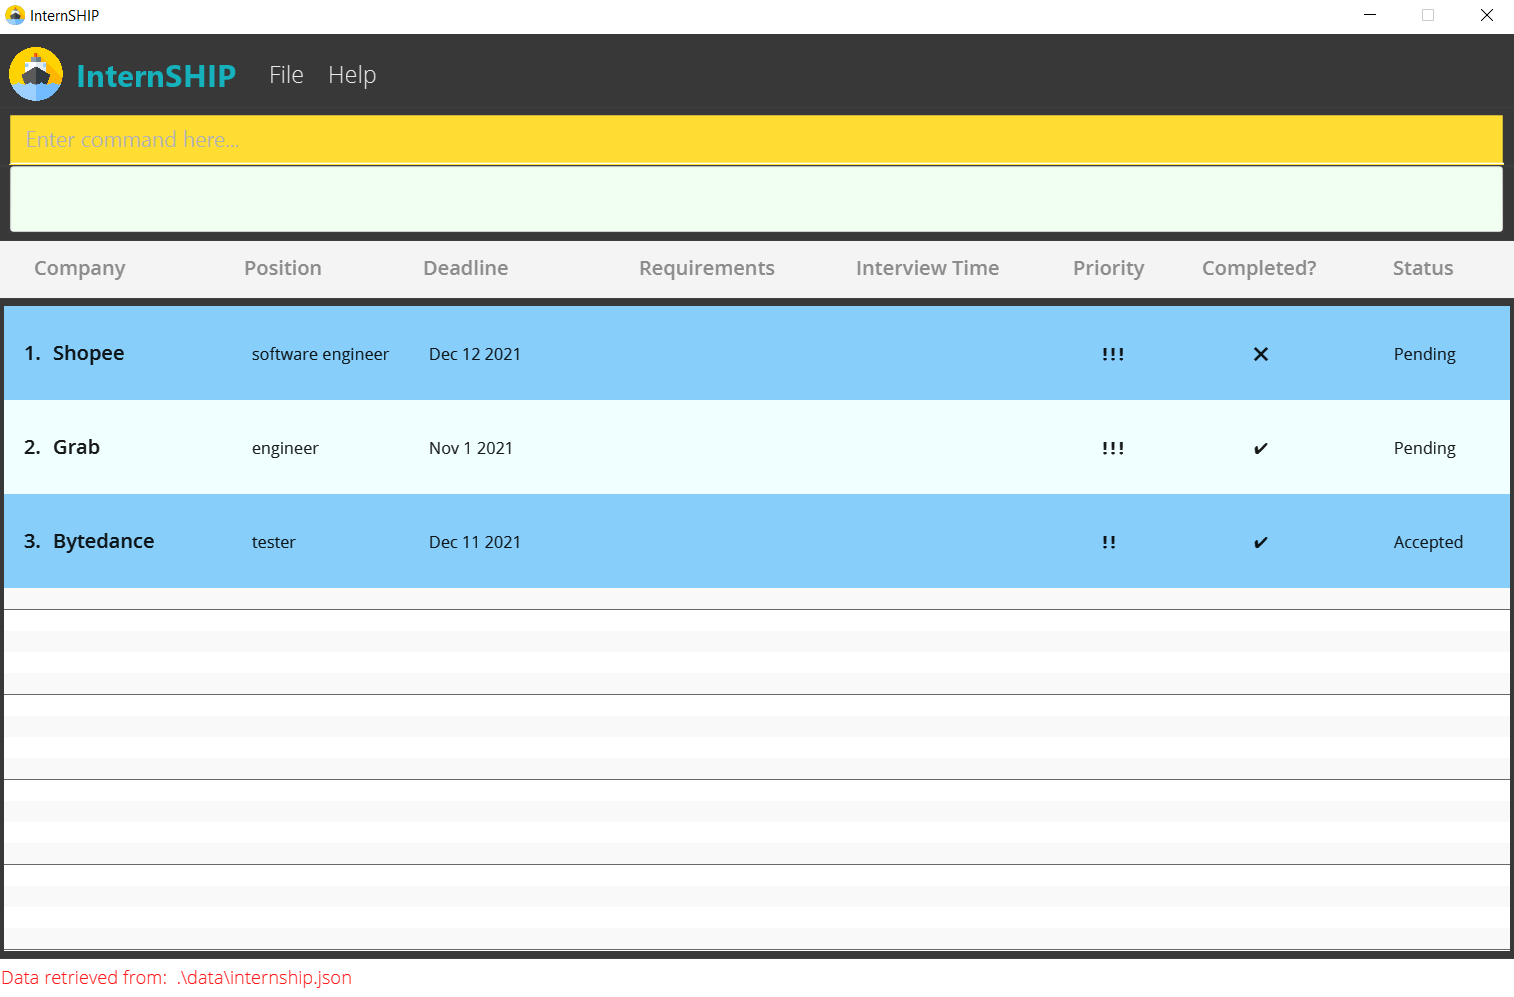 InternSHIP
InternSHIP File Help
Enter command here...
Company Position Deadline Requirements Interview Time Priority Completed? Status
1. Shopee software engineer Dec 12 2021 !!! ✕ Pending
2. Grab engineer Nov 1 2021 !!! ✔ Pending
3. Bytedance tester Dec 11 2021 !! ✔ Accepted
Data retrieved from: .\data\internship.json